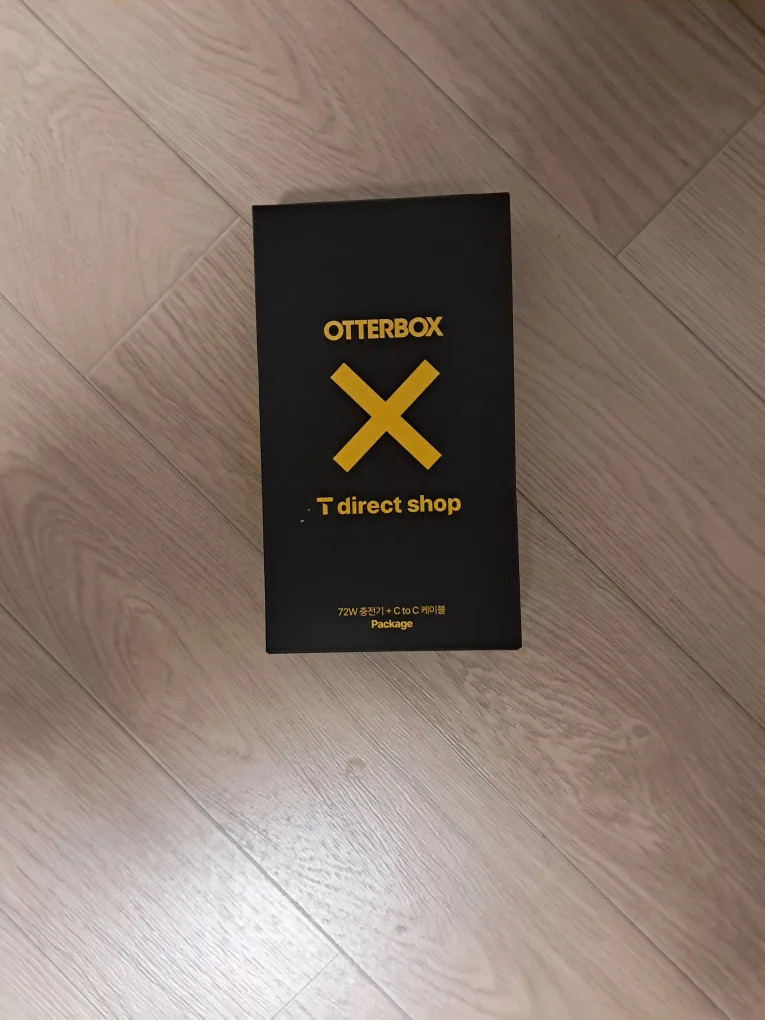 OTTERBOX
T direct shop
72W 충전기 + C to C 케이블
Package